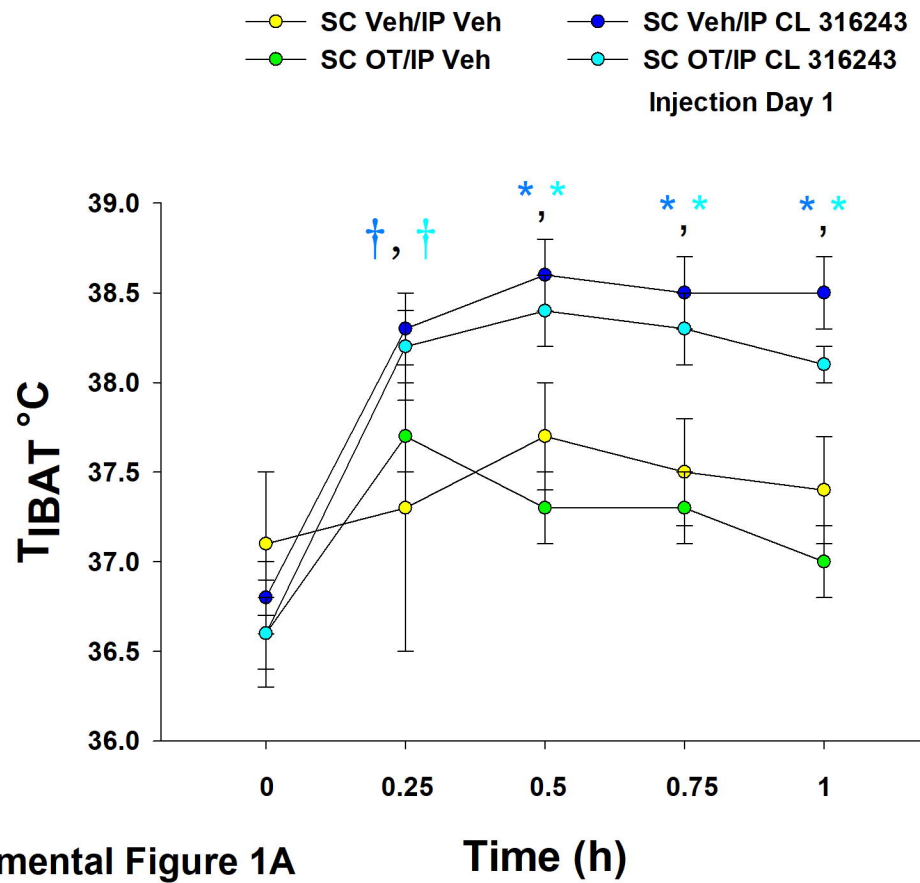 SC Veh/IP Veh SC Veh/IP CL 316243
SC OT/IP Veh SC OT/IP CL 316243
Injection Day 1
* * * * * *
39.0 , , ,
† , †
38.5
38.0
37.5
37.0
36.5
36.0
TIBAT °C
0 0.25 0.5 0.75 1
mental Figure 1A Time (h)